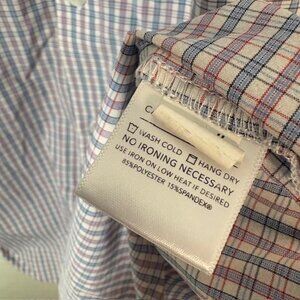 WASH COLD HANG DRY
NO IRONING NECESSARY
USE IRON ON LOW HEAT IF DESIRED
85%POLYESTER 15%SPANDEX®